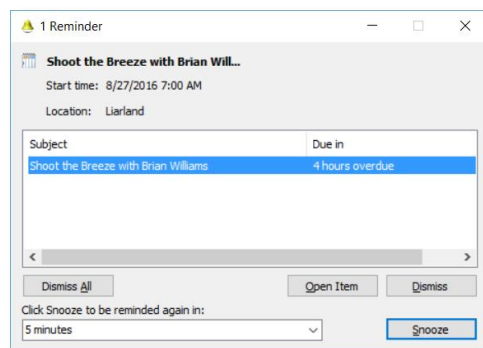 1 Reminder
Shoot the Breeze with Brian Will...
Start time: 8/27/2016 7:00 AM
Location: Liarland
Subject Due in
Shoot the Breeze with Brian Williams 4 hours overdue
Dismiss All Open Item Dismiss
Click Snooze to be reminded again in:
5 minutes Snooze